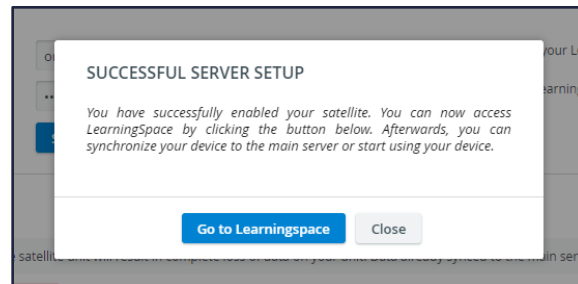 your L
earning
SUCCESSFUL SERVER SETUP
You have successfully enabled your satellite. You can now access
LearningSpace by clicking the button below. Afterwards, you can
synchronize your device to the main server or start using your device.
Go to Learningspace
Close
satellite unit will result in complete loss of data on your unit. Data already synced to the main ser